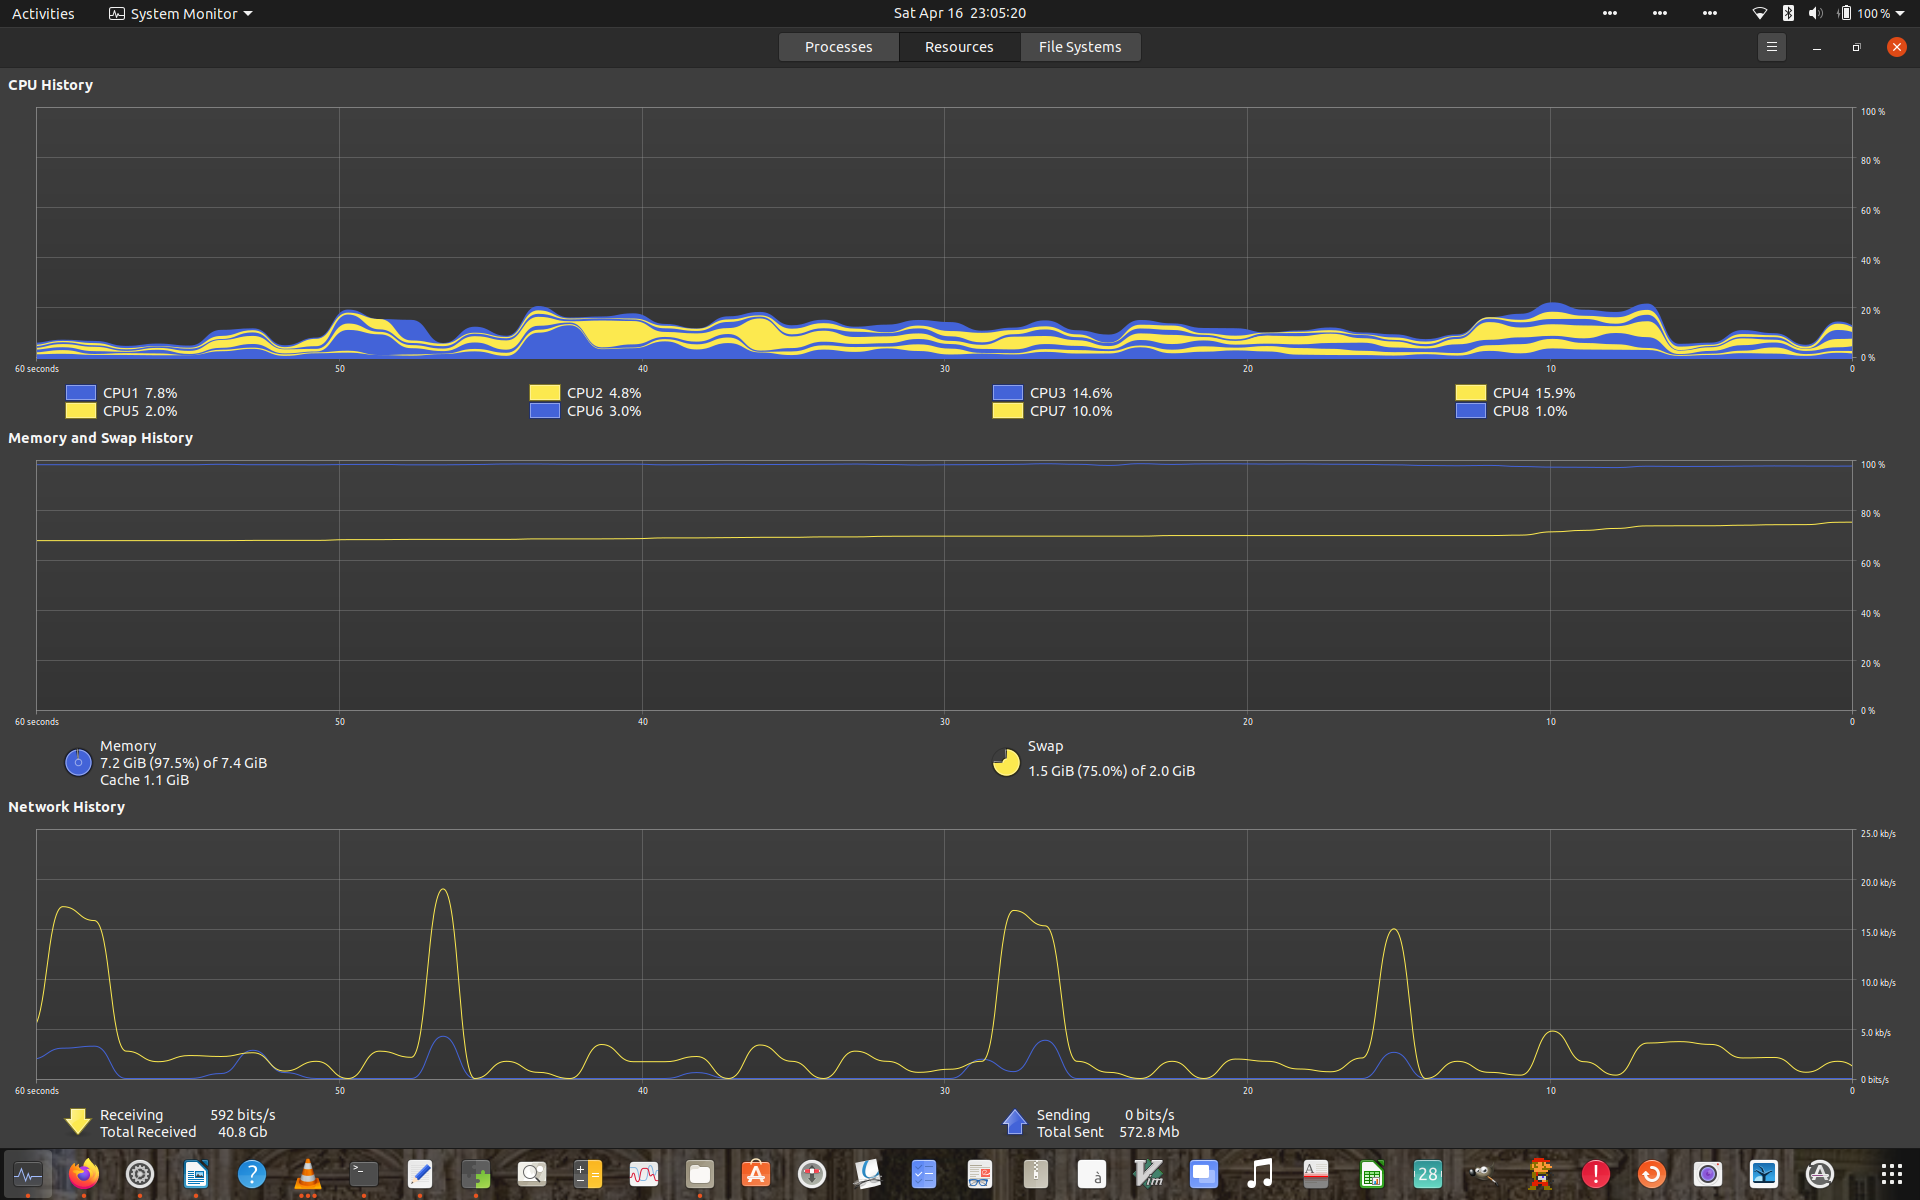 Activities System Monitor Sat Apr 16 23:05:20 100 %
Processes Resources File Systems
CPU History
100 %
80 %
60 %
40 %
20 %
0 %
60 seconds 50 40 30 20 10 0
CPU1 7.8% CPU2 4.8% CPU3 14.6% CPU4 15.9%
CPU5 2.0% CPU6 3.0% CPU7 10.0% CPU8 1.0%
Memory and Swap History
100 %
80 %
60 %
40 %
20 %
0 %
60 seconds 50 40 30 20 10 0
Memory
7.2 GiB (97.5%) of 7.4 GiB
Cache 1.1 GiB
Swap
1.5 GiB (75.0%) of 2.0 GiB
Network History
25.0 kb/s
20.0 kb/s
15.0 kb/s
10.0 kb/s
5.0 kb/s
0 bits/s
60 seconds 50 40 30 20 10 0
Receiving 592 bits/s
Total Received 40.8 Gb
Sending 0 bits/s
Total Sent 572.8 Mb
? >_ A à Vim A 28 !